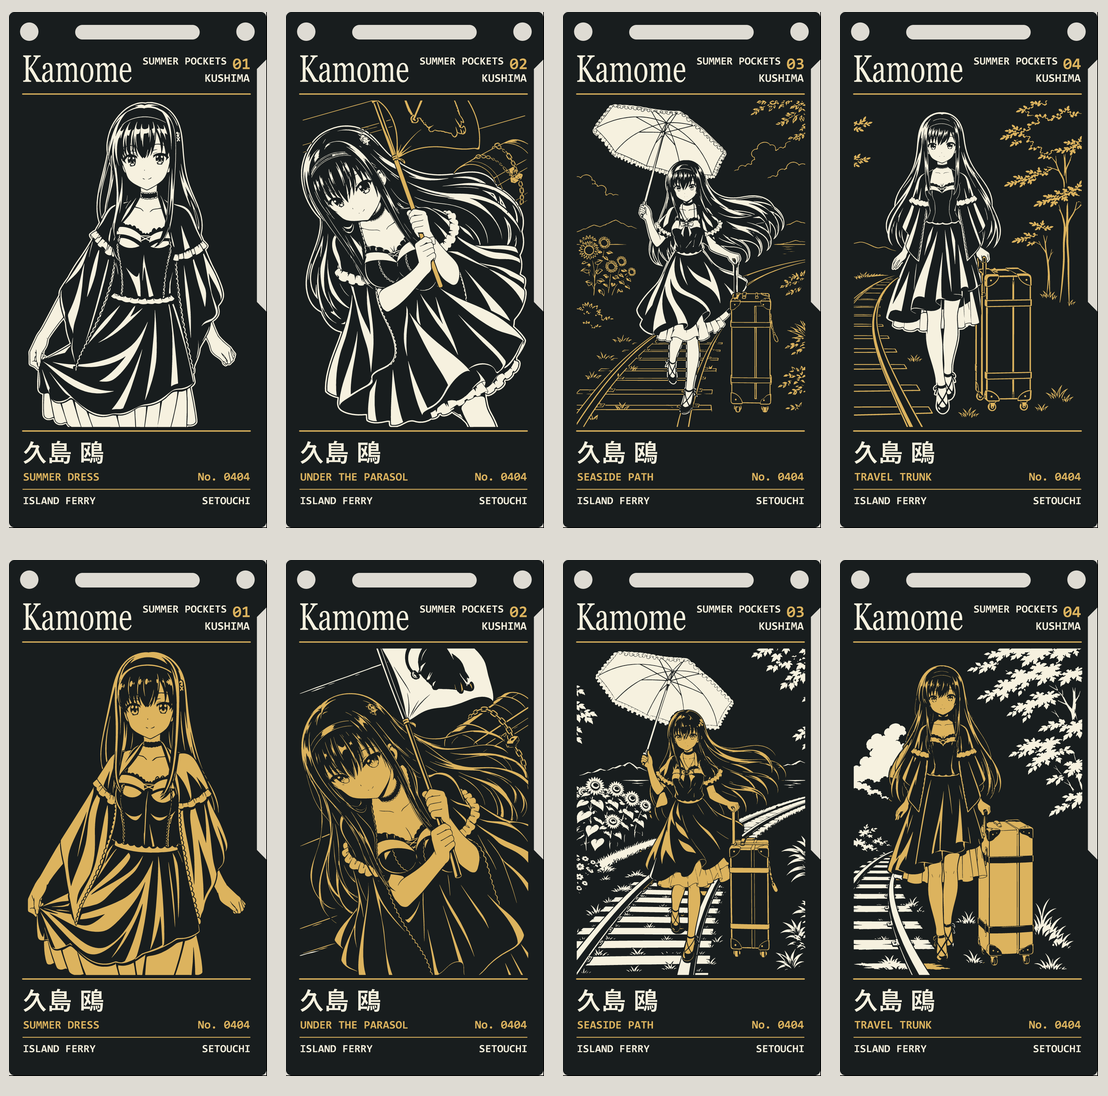 Kamome SUMMER POCKETS 01
KUSHIMA
久島 鴎
SUMMER DRESS No. 0404
ISLAND FERRY SETOUCHI
Kamome SUMMER POCKETS 02
KUSHIMA
久島 鴎
UNDER THE PARASOL No. 0404
ISLAND FERRY SETOUCHI
Kamome SUMMER POCKETS 03
KUSHIMA
久島 鴎
SEASIDE PATH No. 0404
ISLAND FERRY SETOUCHI
Kamome SUMMER POCKETS 04
KUSHIMA
久島 鴎
TRAVEL TRUNK No. 0404
ISLAND FERRY SETOUCHI
Kamome SUMMER POCKETS 01
KUSHIMA
久島 鴎
SUMMER DRESS No. 0404
ISLAND FERRY SETOUCHI
Kamome SUMMER POCKETS 02
KUSHIMA
久島 鴎
UNDER THE PARASOL No. 0404
ISLAND FERRY SETOUCHI
Kamome SUMMER POCKETS 03
KUSHIMA
久島 鴎
SEASIDE PATH No. 0404
ISLAND FERRY SETOUCHI
Kamome SUMMER POCKETS 04
KUSHIMA
久島 鴎
TRAVEL TRUNK No. 0404
ISLAND FERRY SETOUCHI